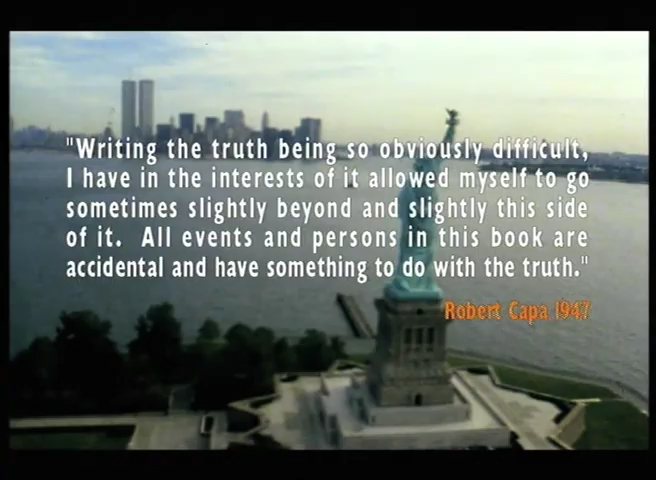 "Writing the truth being so obviously difficult,
I have in the interests of it allowed myself to go
sometimes slightly beyond and slightly this side
of it.  All events and persons in this book are
accidental and have something to do with the truth."
Robert Capa 1947